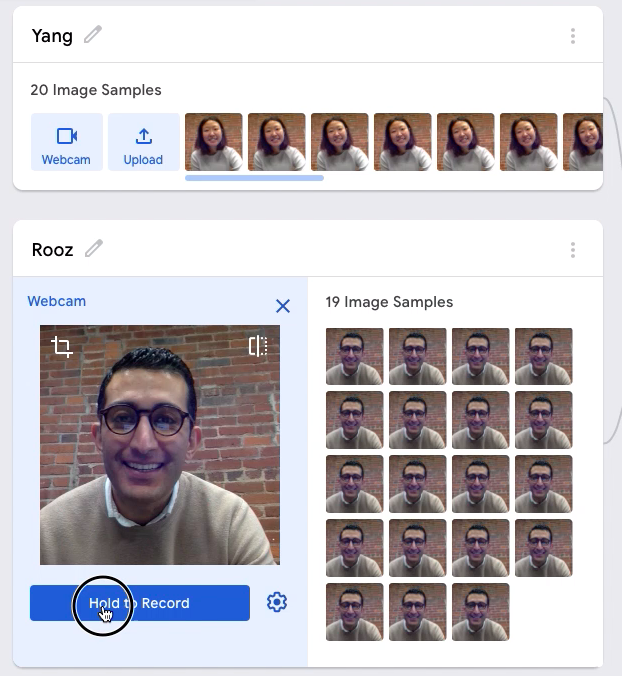 Yang
20 Image Samples
Webcam
Upload
Rooz
Webcam
19 Image Samples
Hold to Record